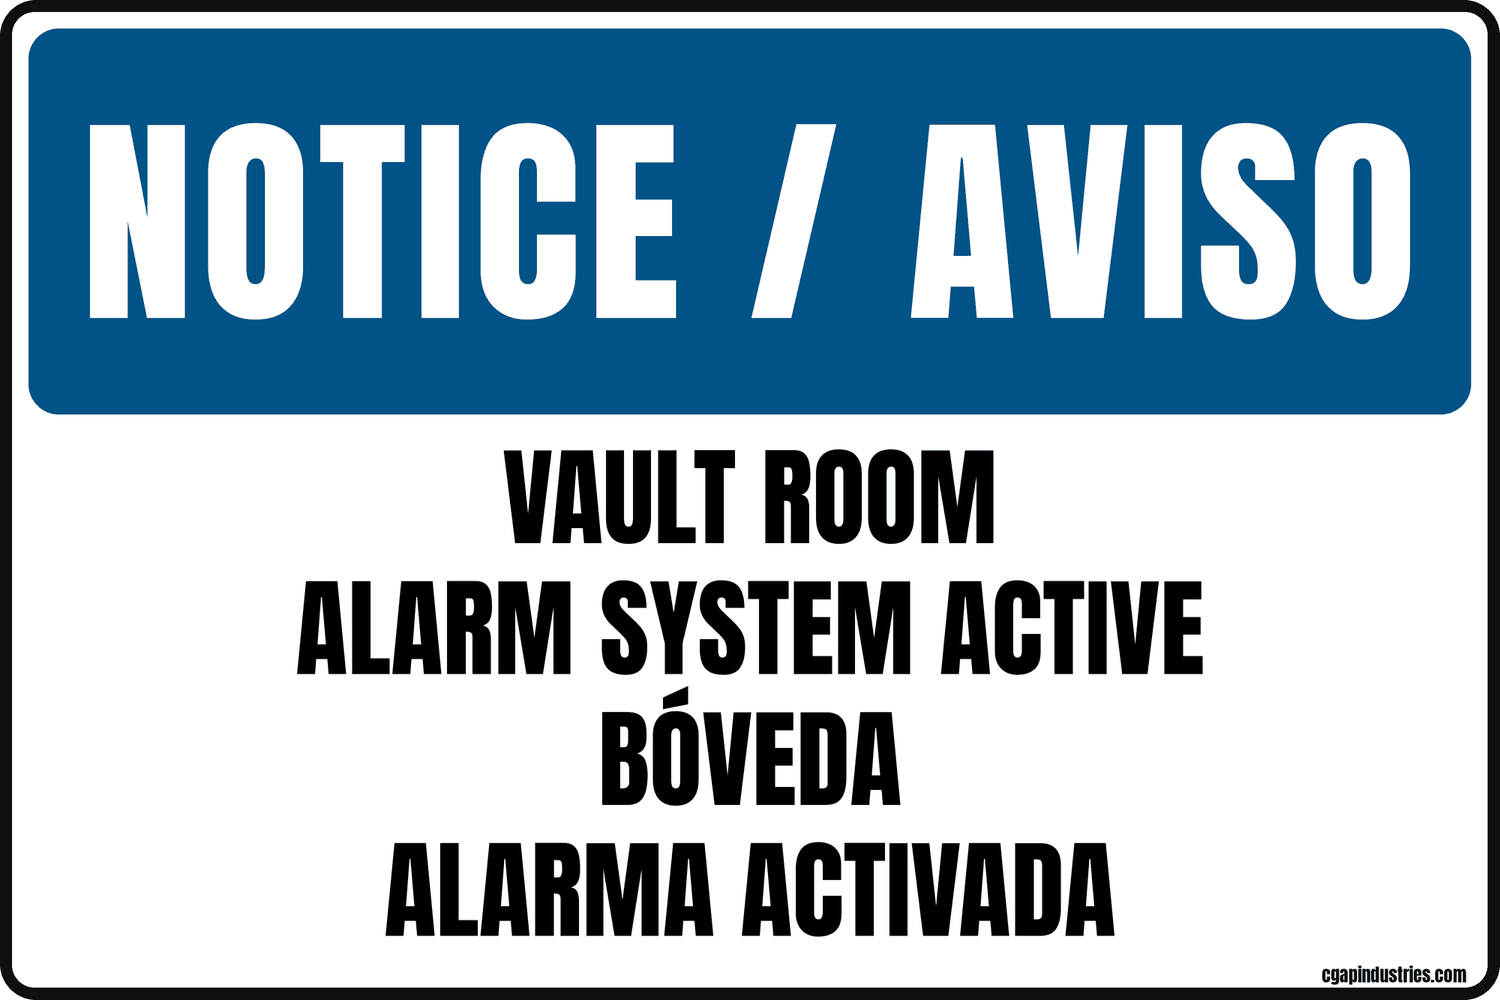 NOTICE / AVISO
VAULT ROOM
ALARM SYSTEM ACTIVE
BÓVEDA
ALARMA ACTIVADA
cgapindustries.com